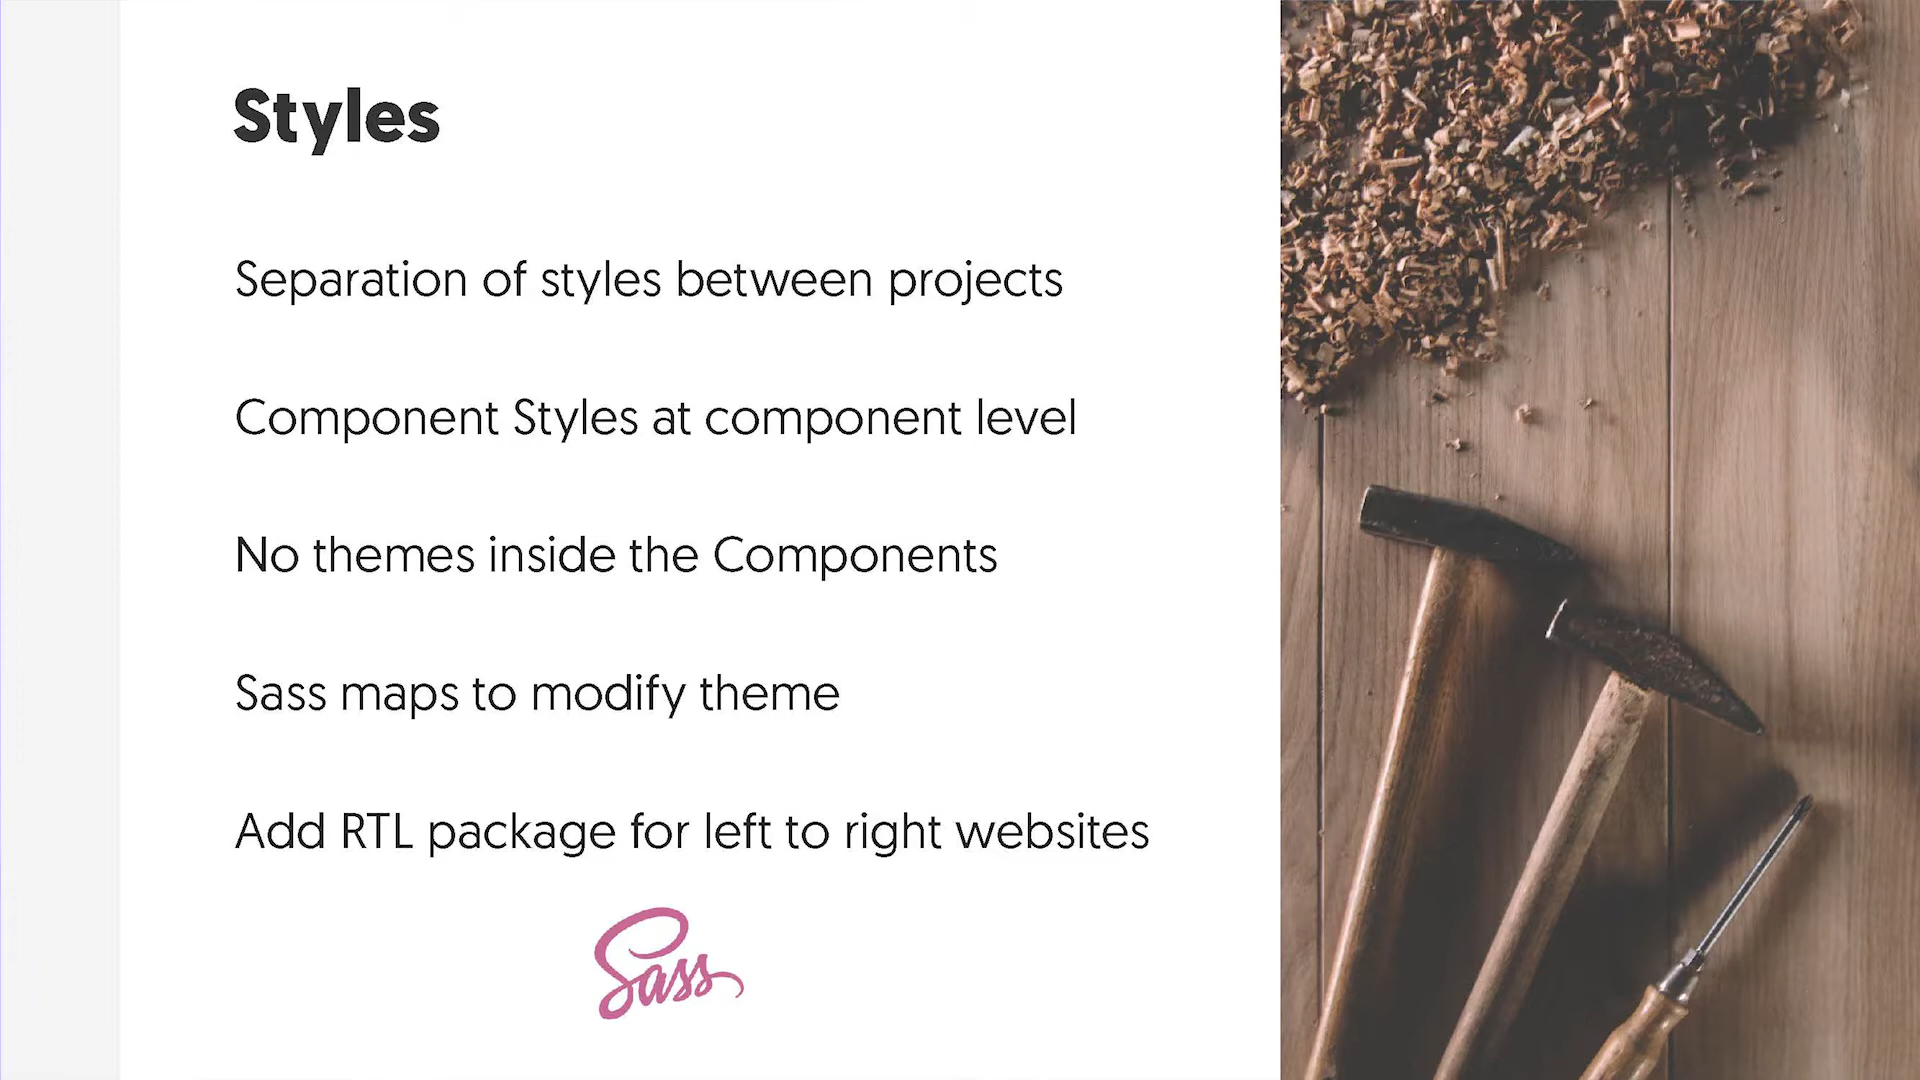 Styles
Separation of styles between projects
Component Styles at component level
No themes inside the Components
Sass maps to modify theme
Add RTL package for left to right websites
Sass